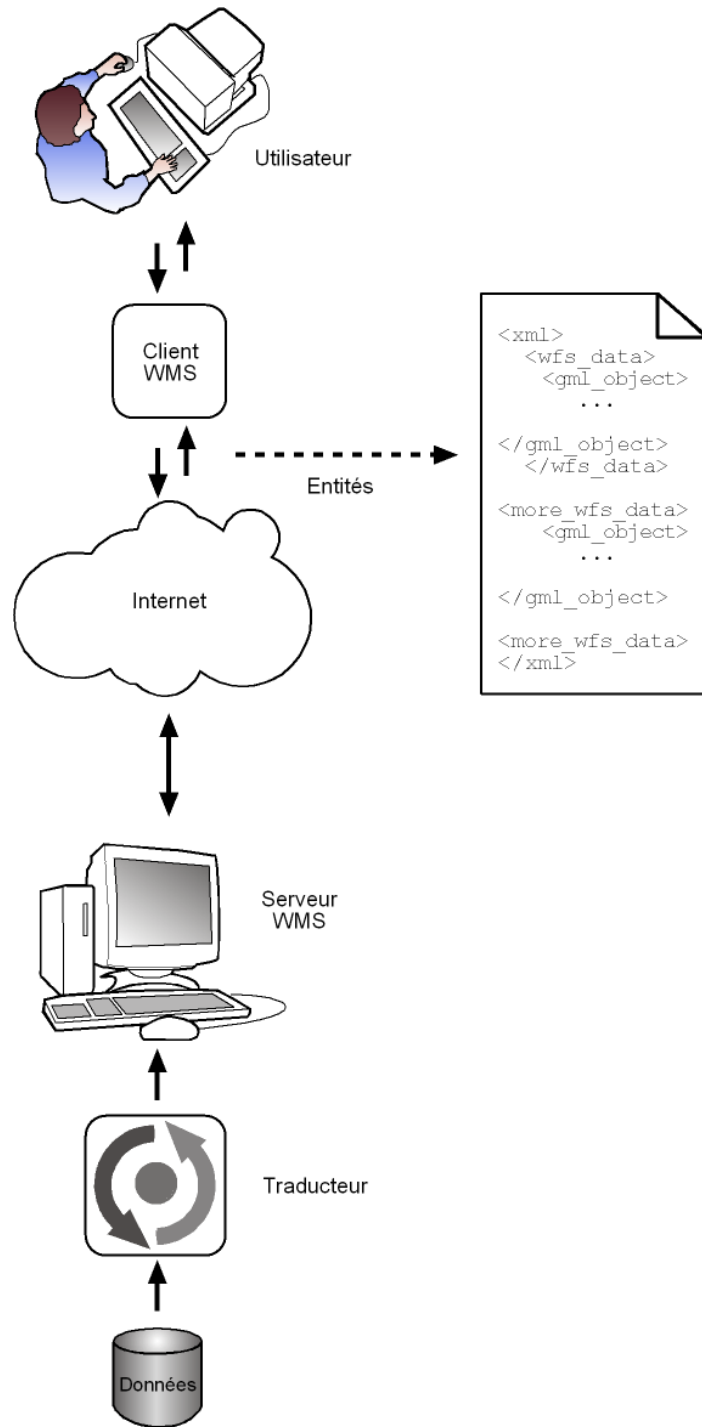 Utilisateur
Client
WMS
<xml>
<wfs_data>
<gml_object>
...
</gml_object>
</wfs_data>
<more_wfs_data>
<gml_object>
...
</gml_object>
<more_wfs_data>
</xml>
Entités
Internet
Serveur
WMS
Traducteur
Données